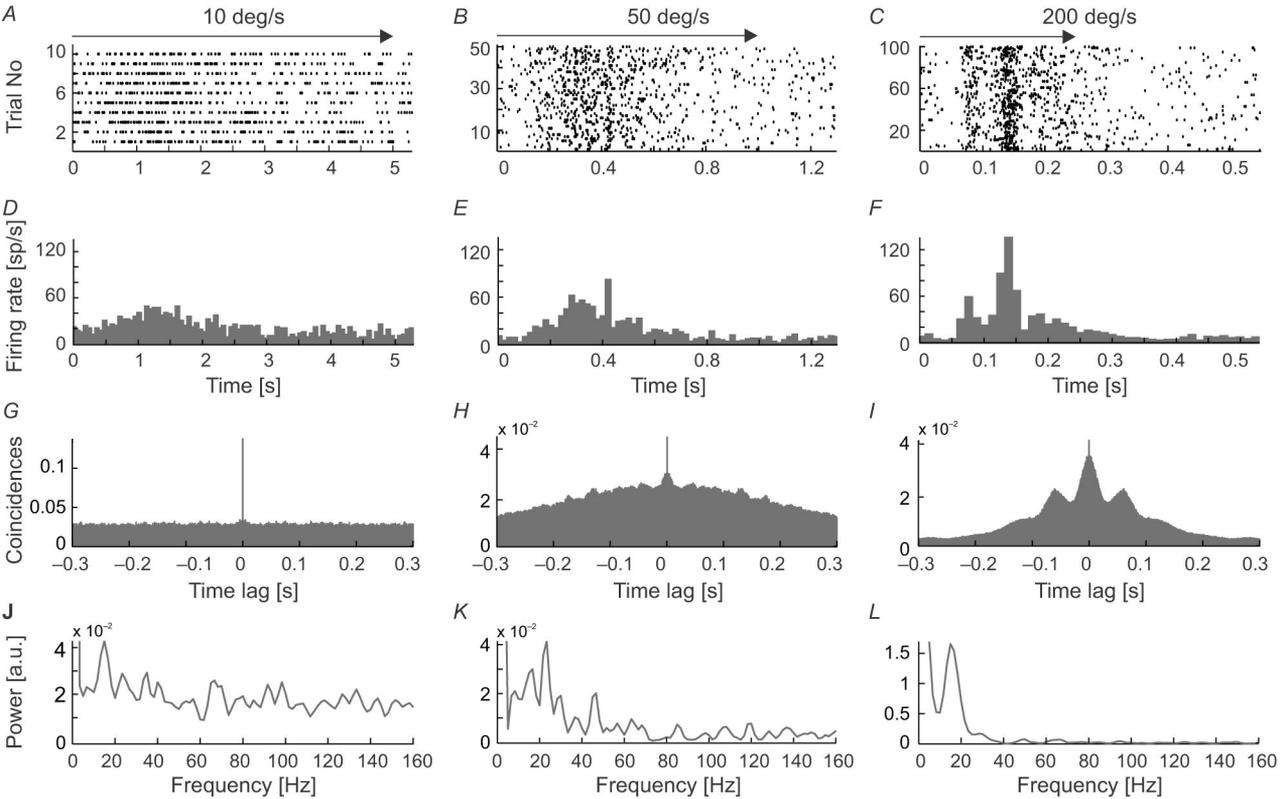 A 10 deg/s B 50 deg/s C 200 deg/s
Trial No
10
6
2
0 1 2 3 4 5
50
30
10
0 0.4 0.8 1.2
100
60
20
0 0.1 0.2 0.3 0.4 0.5
D E F
Firing rate [sp/s]
120
60
0
0 1 2 3 4 5
Time [s]
120
60
0
0 0.4 0.8 1.2
Time [s]
120
60
0
0 0.1 0.2 0.3 0.4 0.5
Time [s]
G H I
Coincidences
0.1
0.05
0
–0.3 –0.2 –0.1 0 0.1 0.2 0.3
Time lag [s]
x 10⁻²
4
2
0
–0.3 –0.2 –0.1 0 0.1 0.2 0.3
Time lag [s]
x 10⁻²
4
2
0
–0.3 –0.2 –0.1 0 0.1 0.2 0.3
Time lag [s]
J K L
Power [a.u.]
x 10⁻²
4
2
0
0 20 40 60 80 100 120 140 160
Frequency [Hz]
x 10⁻²
4
2
0
0 20 40 60 80 100 120 140 160
Frequency [Hz]
1.5
1
0.5
0
0 20 40 60 80 100 120 140 160
Frequency [Hz]